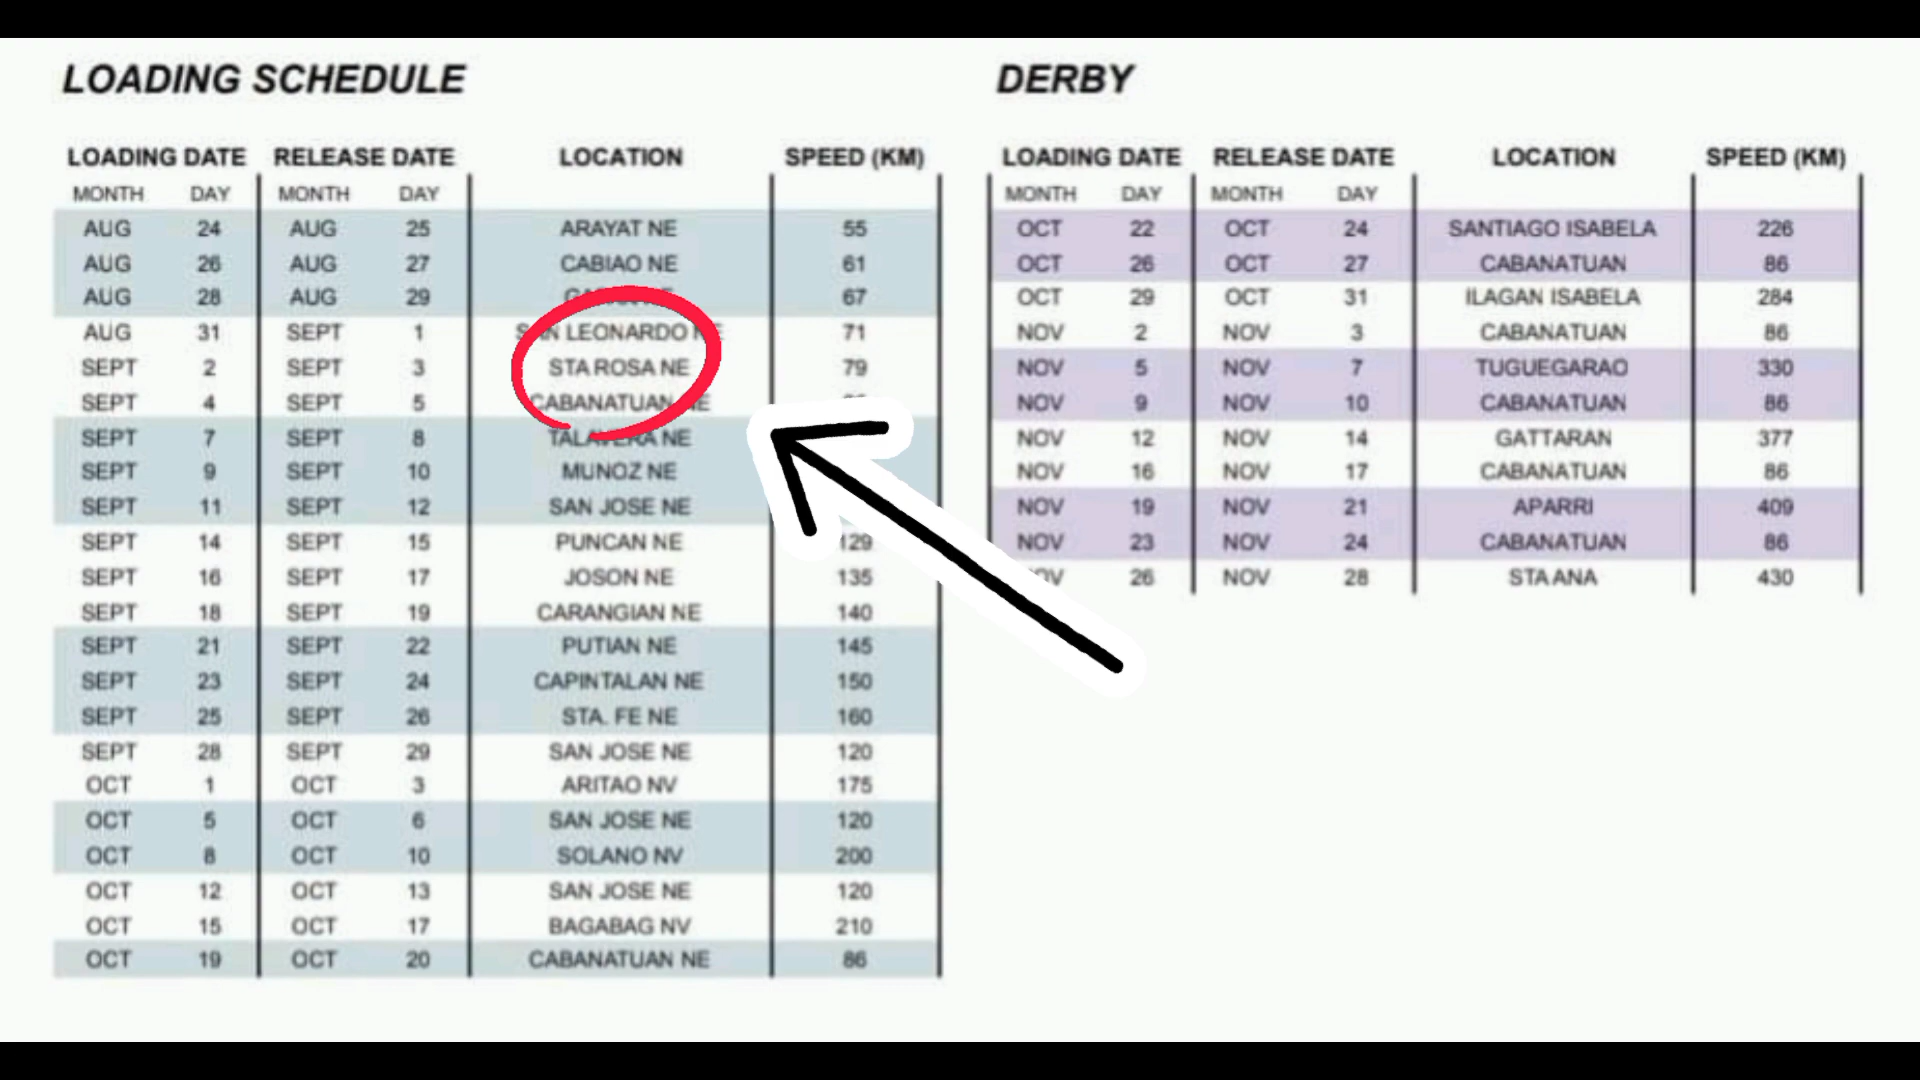 LOADING SCHEDULE
LOADING DATE RELEASE DATE LOCATION SPEED (KM)
MONTH DAY MONTH DAY
AUG 24 AUG 25 ARAYAT NE 55
AUG 26 AUG 27 CABIAO NE 61
AUG 28 AUG 29 67
AUG 31 SEPT 1 SAN LEONARDO NE 71
SEPT 2 SEPT 3 STA ROSA NE 79
SEPT 4 SEPT 5 CABANATUAN NE
SEPT 7 SEPT 8 TALAVERA NE
SEPT 9 SEPT 10 MUNOZ NE
SEPT 11 SEPT 12 SAN JOSE NE
SEPT 14 SEPT 15 PUNCAN NE 129
SEPT 16 SEPT 17 JOSON NE 135
SEPT 18 SEPT 19 CARANGIAN NE 140
SEPT 21 SEPT 22 PUTIAN NE 145
SEPT 23 SEPT 24 CAPINTALAN NE 150
SEPT 25 SEPT 26 STA. FE NE 160
SEPT 28 SEPT 29 SAN JOSE NE 120
OCT 1 OCT 3 ARITAO NV 175
OCT 5 OCT 6 SAN JOSE NE 120
OCT 8 OCT 10 SOLANO NV 200
OCT 12 OCT 13 SAN JOSE NE 120
OCT 15 OCT 17 BAGABAG NV 210
OCT 19 OCT 20 CABANATUAN NE 86
DERBY
LOADING DATE RELEASE DATE LOCATION SPEED (KM)
MONTH DAY MONTH DAY
OCT 22 OCT 24 SANTIAGO ISABELA 226
OCT 26 OCT 27 CABANATUAN 86
OCT 29 OCT 31 ILAGAN ISABELA 284
NOV 2 NOV 3 CABANATUAN 86
NOV 5 NOV 7 TUGUEGARAO 330
NOV 9 NOV 10 CABANATUAN 86
NOV 12 NOV 14 GATTARAN 377
NOV 16 NOV 17 CABANATUAN 86
NOV 19 NOV 21 APARRI 409
NOV 23 NOV 24 CABANATUAN 86
NOV 26 NOV 28 STA ANA 430